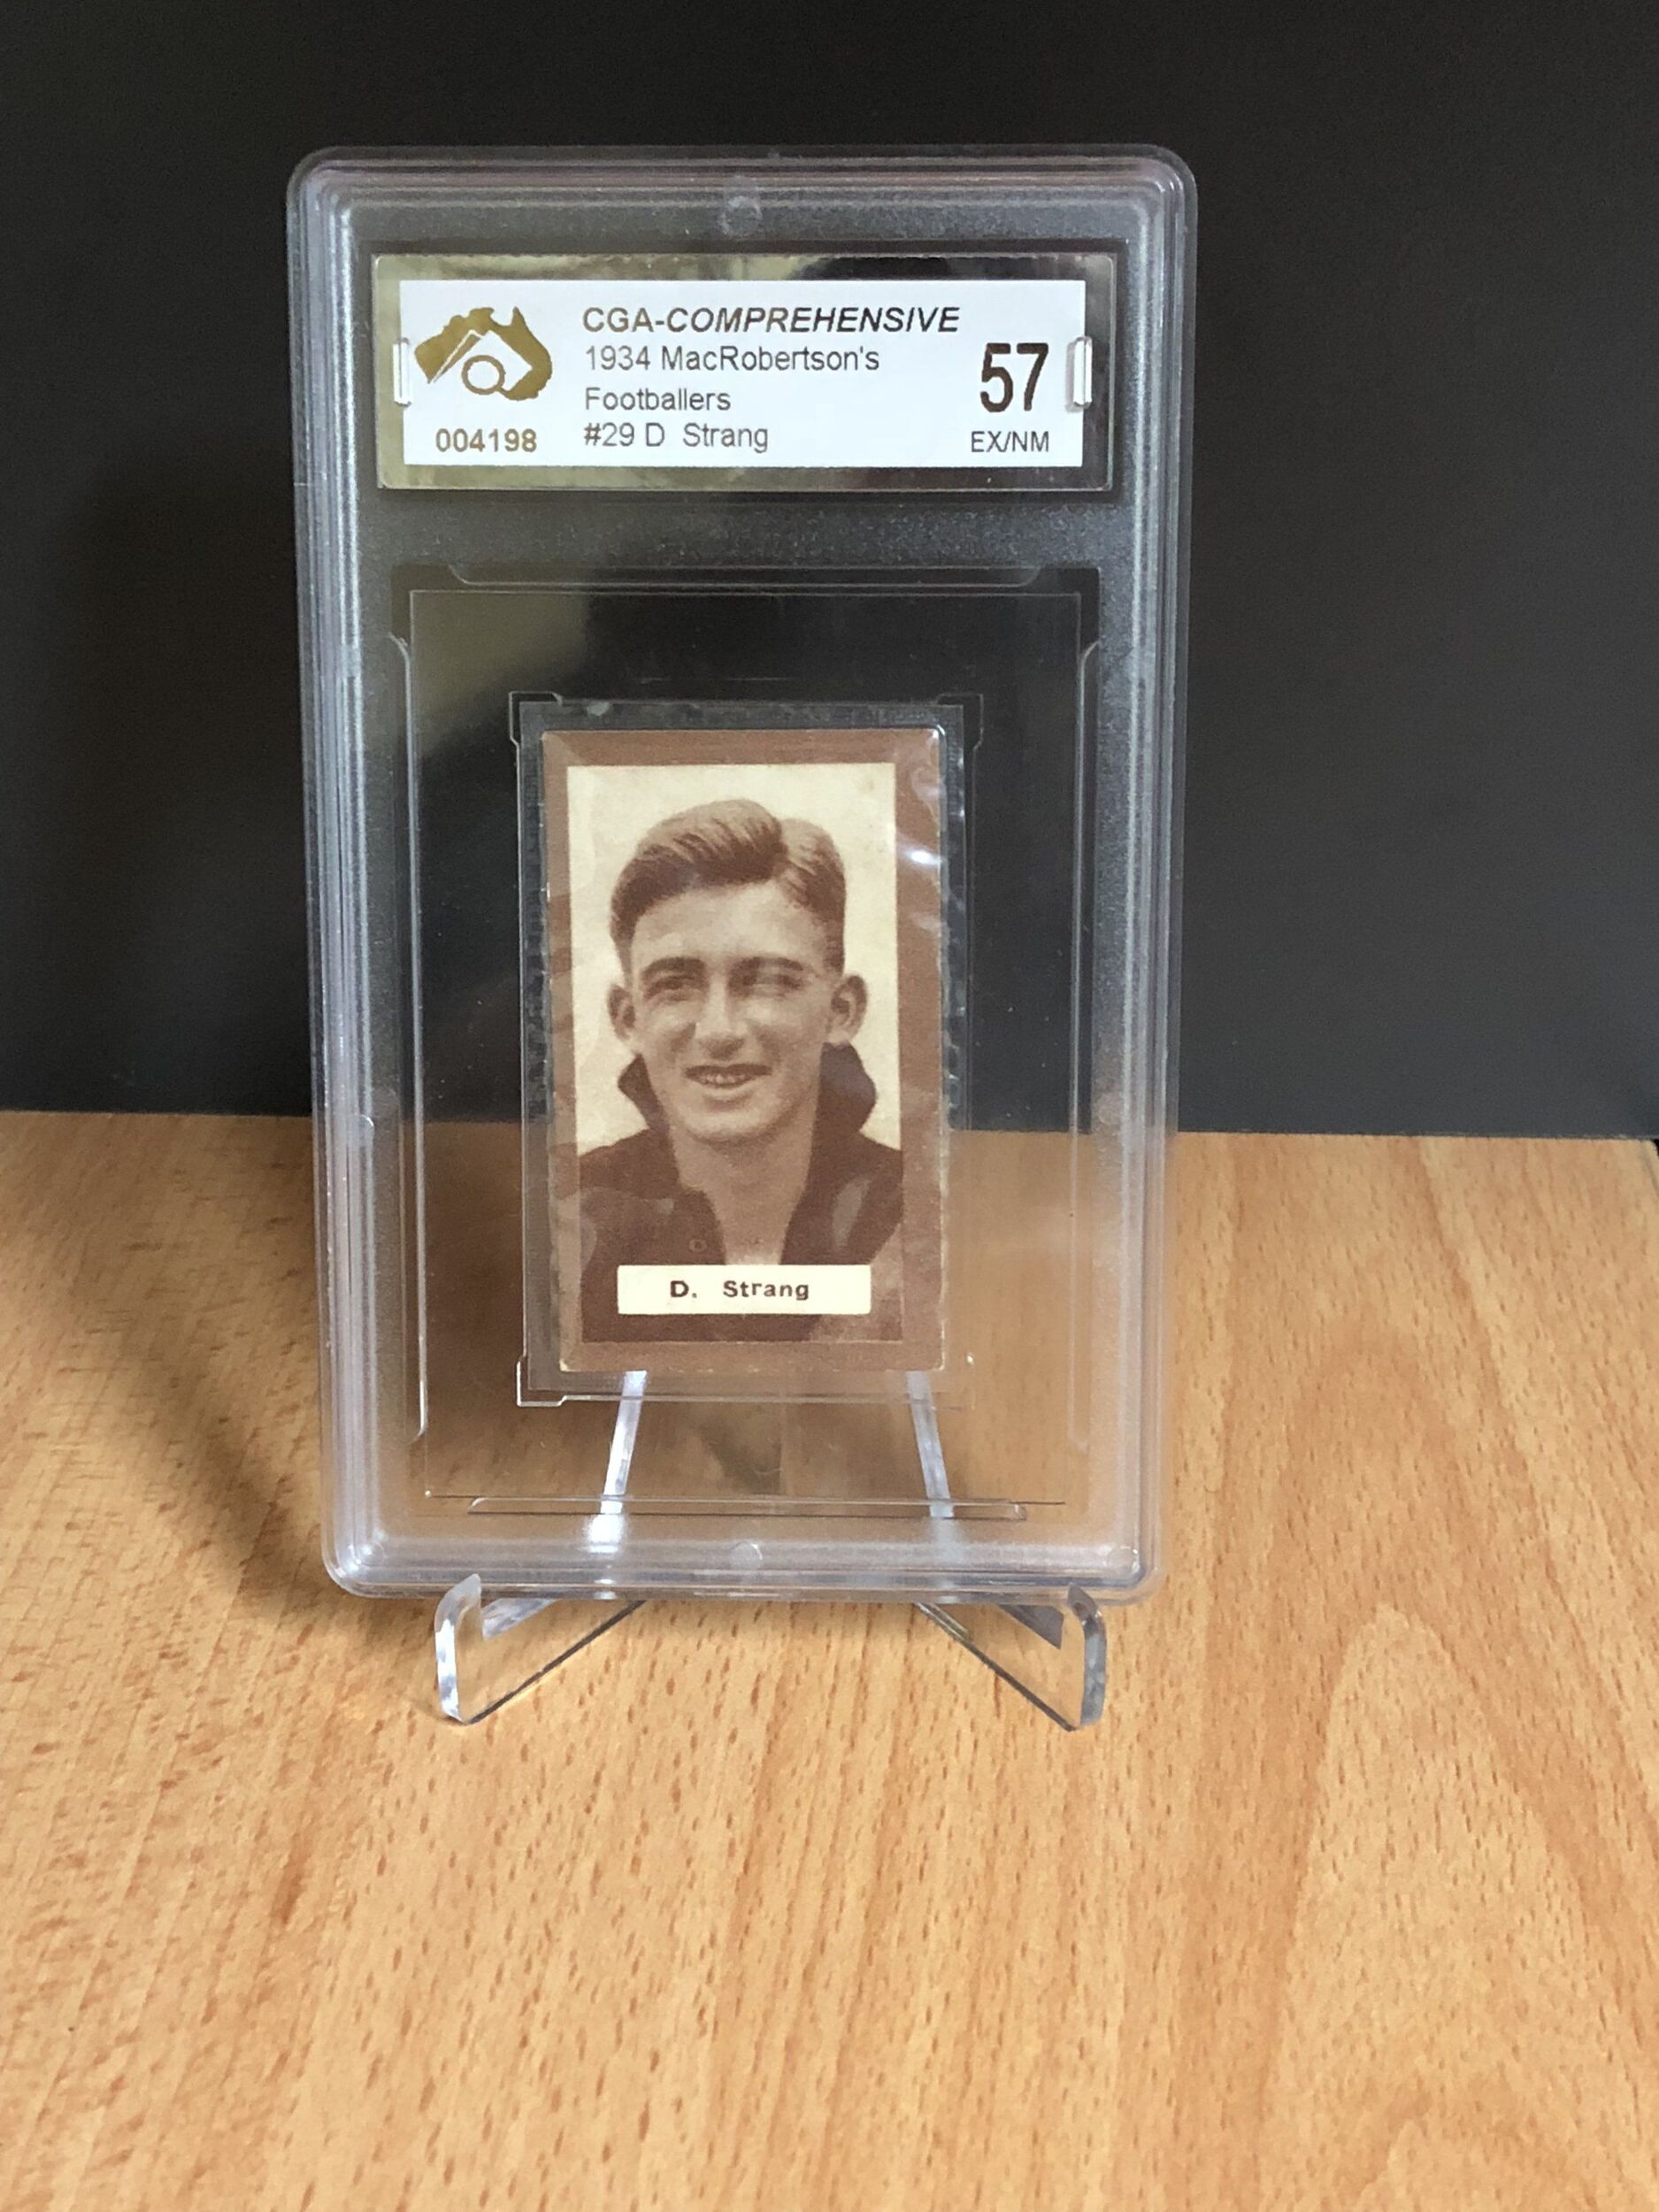 CGA-COMPREHENSIVE
1934 MacRobertson's
Footballers
#29 D Strang
004198
57
EX/NM
D. Strang